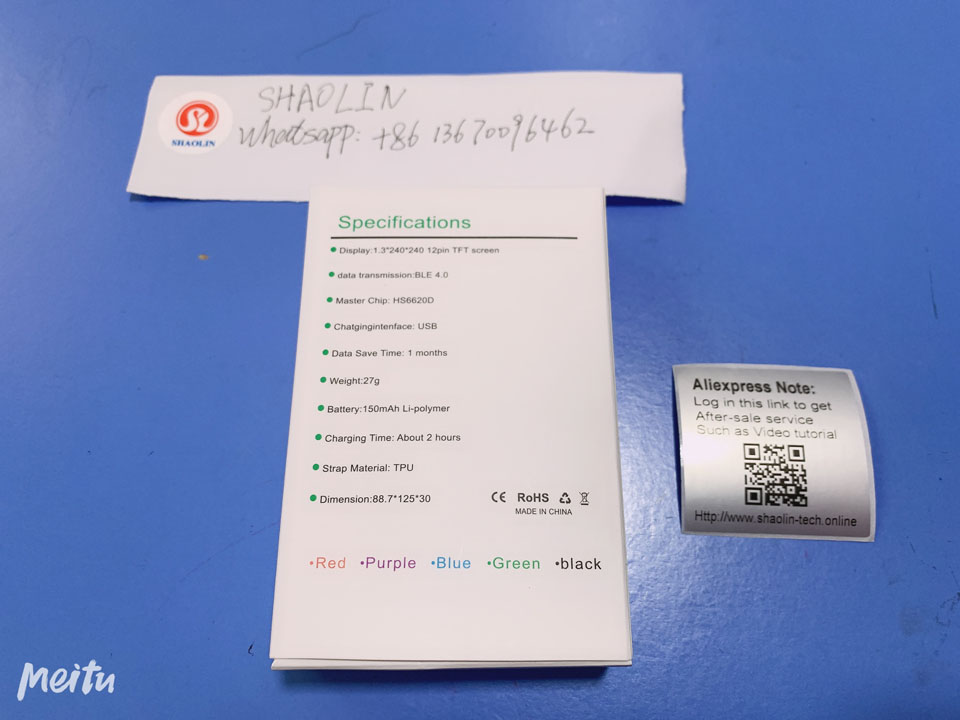 SHAOLIN
SHAOLIN
Whatsapp: +86 13670096462
Specifications
Display:1.3"240*240 12pin TFT screen
data transmission:BLE 4.0
Master Chip: HS6620D
Chatgingintenface: USB
Data Save Time: 1 months
Weight:27g
Battery:150mAh Li-polymer
Charging Time: About 2 hours
Strap Material: TPU
Dimension:88.7*125*30
CE RoHS
MADE IN CHINA
•Red •Purple •Blue •Green •black
Aliexpress Note:
Log in this link to get
After-sale service
Such as Video tutorial
Http://www.shaolin-tech.online
Meitu